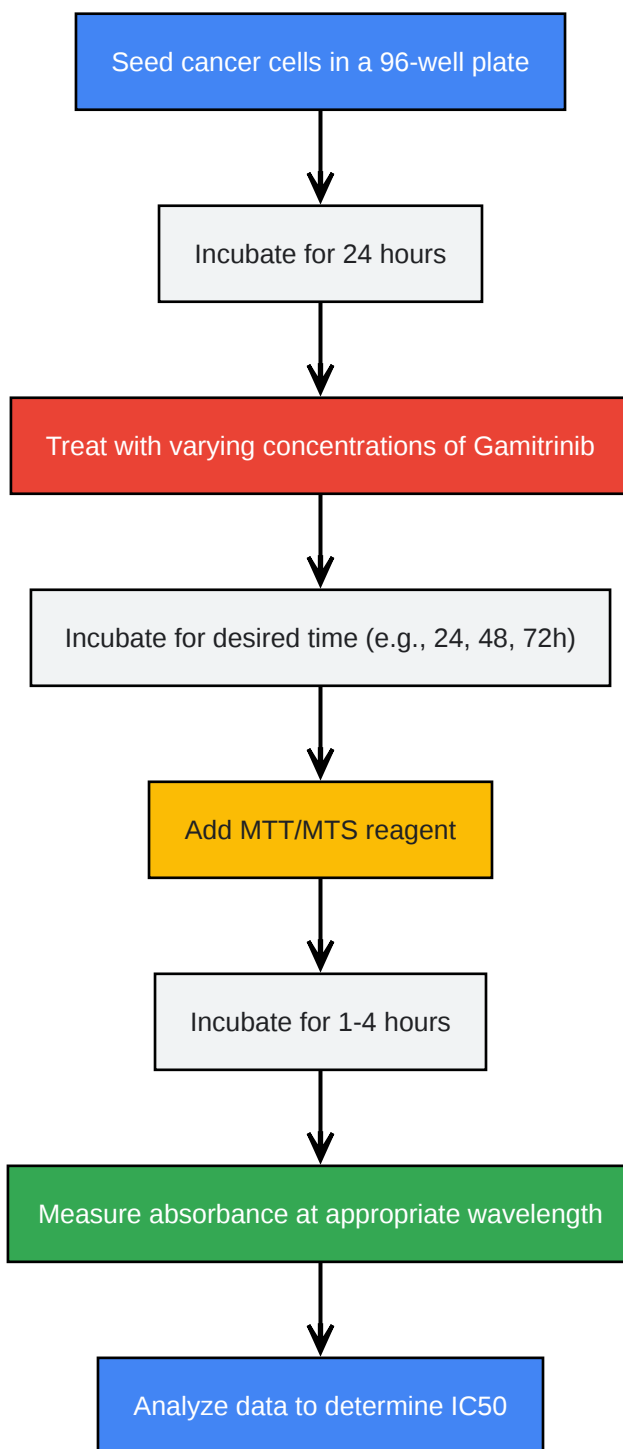 Seed cancer cells in a 96-well plate
Incubate for 24 hours
Treat with varying concentrations of Gamitrinib
Incubate for desired time (e.g., 24, 48, 72h)
Add MTT/MTS reagent
Incubate for 1-4 hours
Measure absorbance at appropriate wavelength
Analyze data to determine IC50